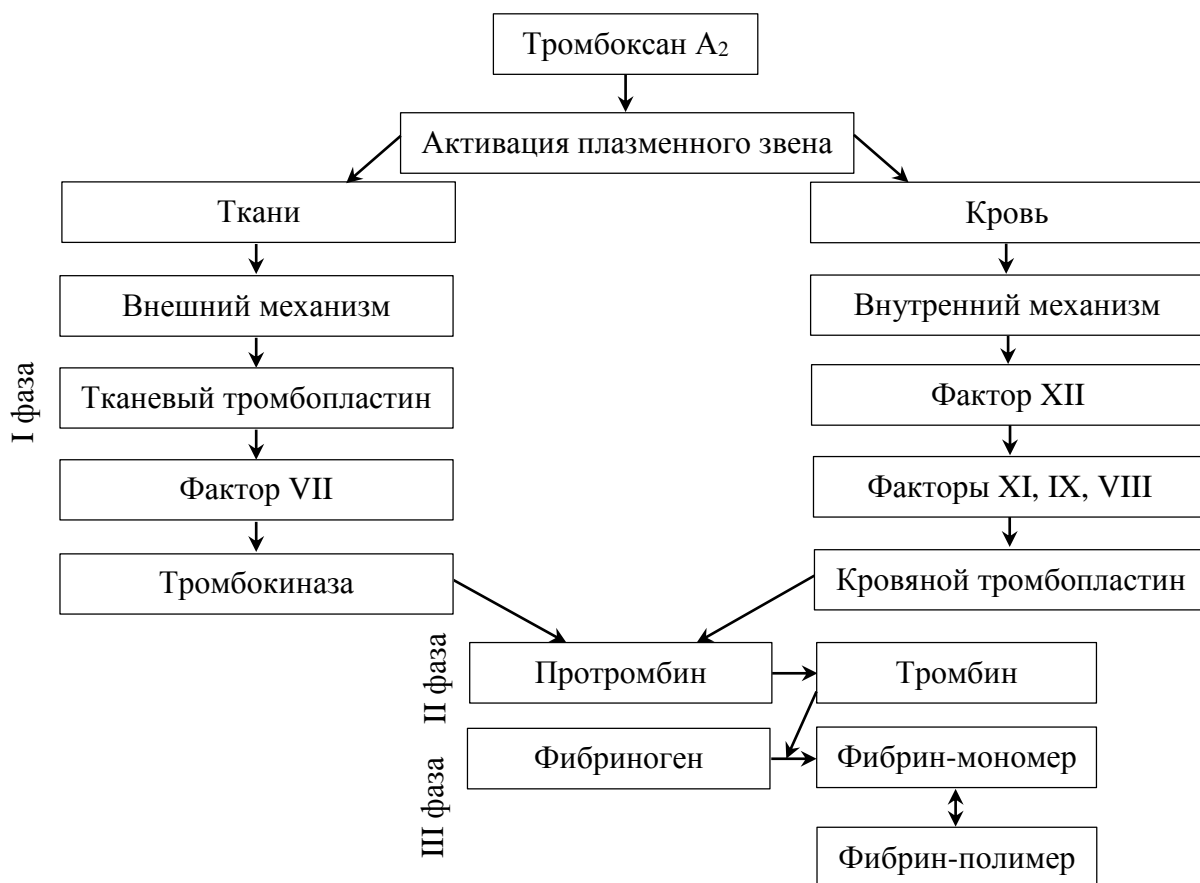 Тромбоксан A₂
Активация плазменного звена
Ткани
Кровь
Внешний механизм
Внутренний механизм
I фаза
Тканевый тромбопластин
Фактор XII
Фактор VII
Факторы XI, IX, VIII
Тромбокиназа
Кровяной тромбопластин
II фаза
Протромбин
Тромбин
III фаза
Фибриноген
Фибрин-мономер
Фибрин-полимер